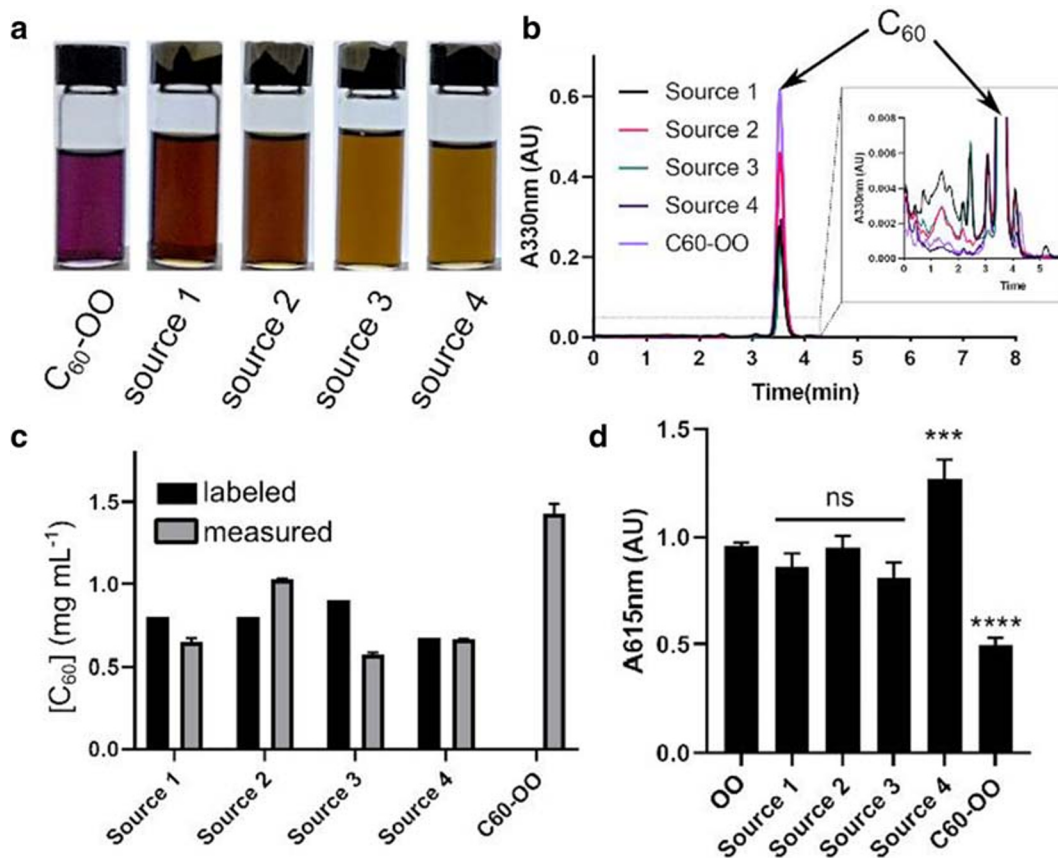 a
C₆₀-OO
source 1
source 2
source 3
source 4
b
C₆₀
A330nm (AU)
0.6
0.4
0.2
0.0
Source 1
Source 2
Source 3
Source 4
C60-OO
0 1 2 3 4 5 6 7 8
Time(min)
A330nm (AU)
0.008
0.006
0.004
0.002
0.000
0 1 2 3 4 5
Time
c
[C₆₀] (mg mL⁻¹)
1.5
1.0
0.5
0.0
labeled
measured
Source 1
Source 2
Source 3
Source 4
C60-OO
d
A615nm (AU)
1.5
1.0
0.5
0.0
ns
***
****
OO
Source 1
Source 2
Source 3
Source 4
C60-OO